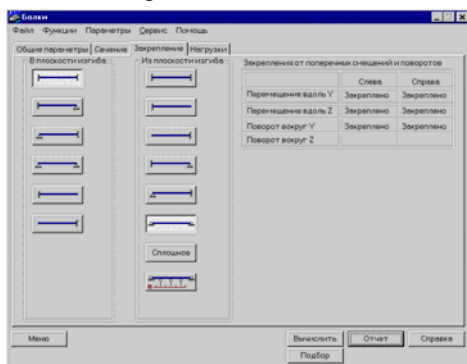 Балки
Файл Функции Параметры Сервис Помощь
Общие параметры Сечение Закрепление Нагрузки
В плоскости изгиба Из плоскости изгиба Закрепления от поперечных смещений и поворотов
Слева Справа
Перемещение вдоль Y Закреплено Закреплено
Перемещение вдоль Z Закреплено Закреплено
Поворот вокруг Y Закреплено Закреплено
Поворот вокруг Z
Сплошное
Меню Вычислить Отчет Справка
Подбор